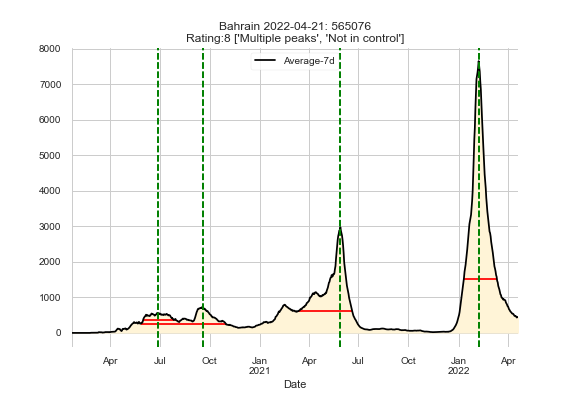 Bahrain 2022-04-21: 565076
Rating:8 ['Multiple peaks', 'Not in control']
Average-7d
8000
7000
6000
5000
4000
3000
2000
1000
0
Apr Jul Oct Jan Apr Jul Oct Jan Apr
2021 2022
Date